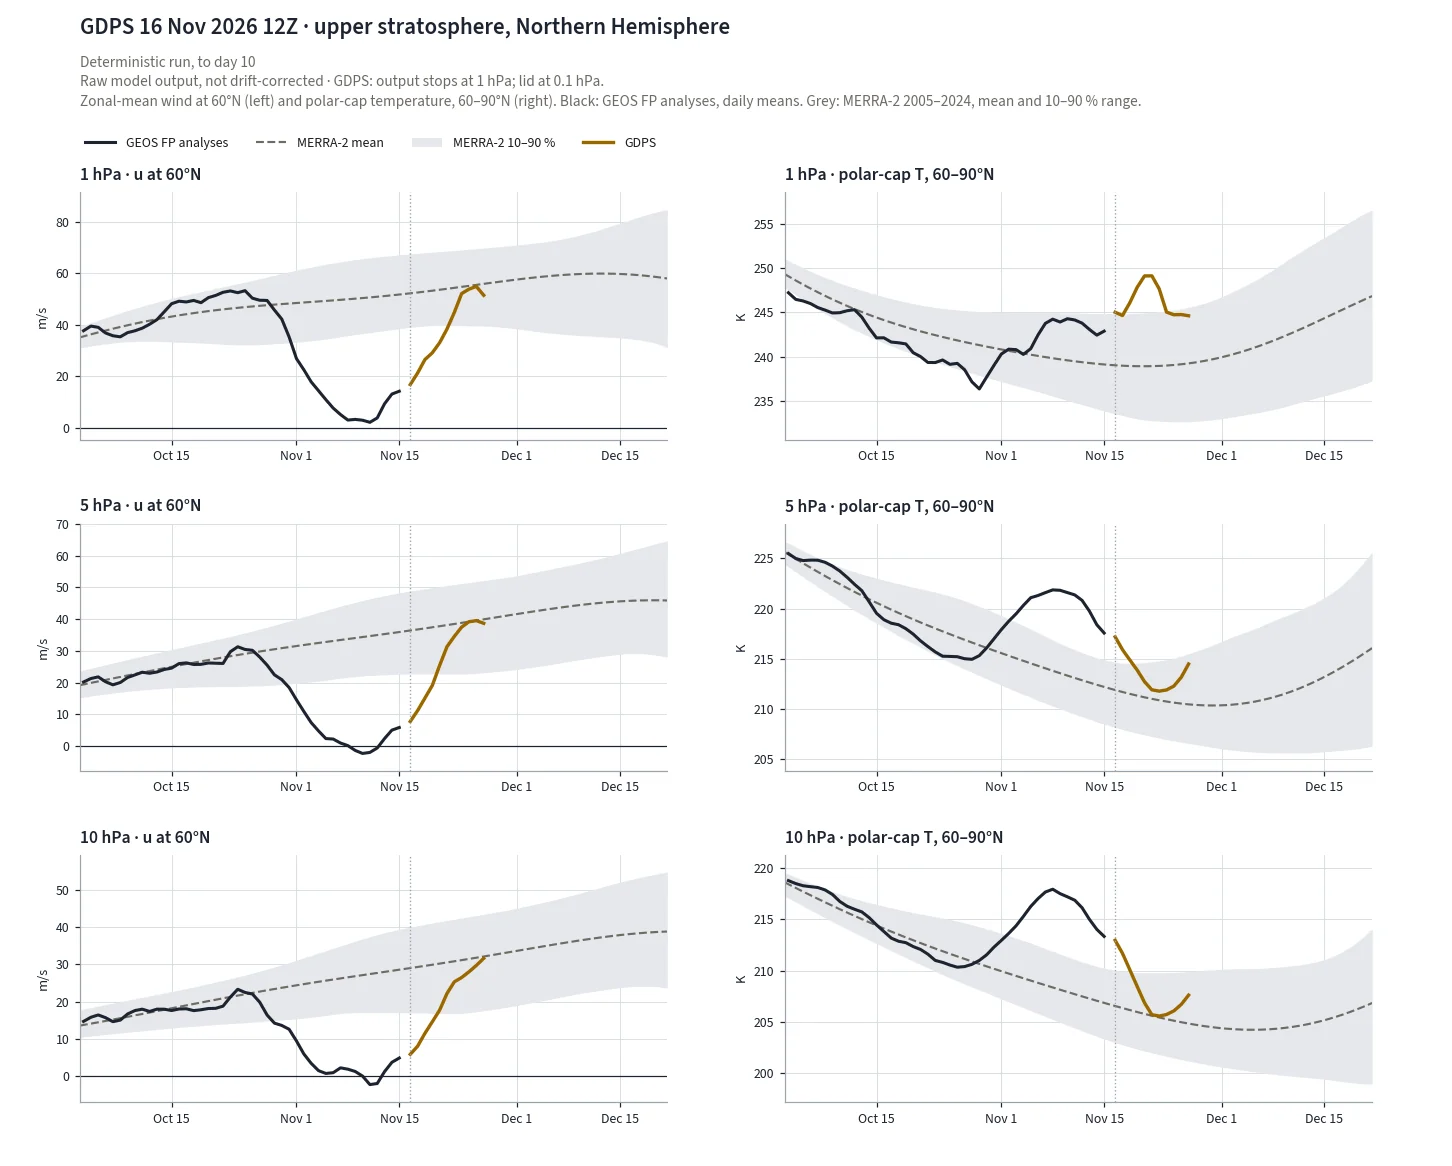 GDPS 16 Nov 2026 12Z · upper stratosphere, Northern Hemisphere
Deterministic run, to day 10
Raw model output, not drift-corrected · GDPS: output stops at 1 hPa; lid at 0.1 hPa.
Zonal-mean wind at 60°N (left) and polar-cap temperature, 60–90°N (right). Black: GEOS FP analyses, daily means. Grey: MERRA-2 2005–2024, mean and 10–90 % range.
GEOS FP analyses MERRA-2 mean MERRA-2 10–90 % GDPS
1 hPa · u at 60°N
80
60
40
20
0
m/s
Oct 15 Nov 1 Nov 15 Dec 1 Dec 15
1 hPa · polar-cap T, 60–90°N
255
250
245
240
235
K
Oct 15 Nov 1 Nov 15 Dec 1 Dec 15
5 hPa · u at 60°N
70
60
50
40
30
20
10
0
m/s
Oct 15 Nov 1 Nov 15 Dec 1 Dec 15
5 hPa · polar-cap T, 60–90°N
225
220
215
210
205
K
Oct 15 Nov 1 Nov 15 Dec 1 Dec 15
10 hPa · u at 60°N
50
40
30
20
10
0
m/s
Oct 15 Nov 1 Nov 15 Dec 1 Dec 15
10 hPa · polar-cap T, 60–90°N
220
215
210
205
200
K
Oct 15 Nov 1 Nov 15 Dec 1 Dec 15